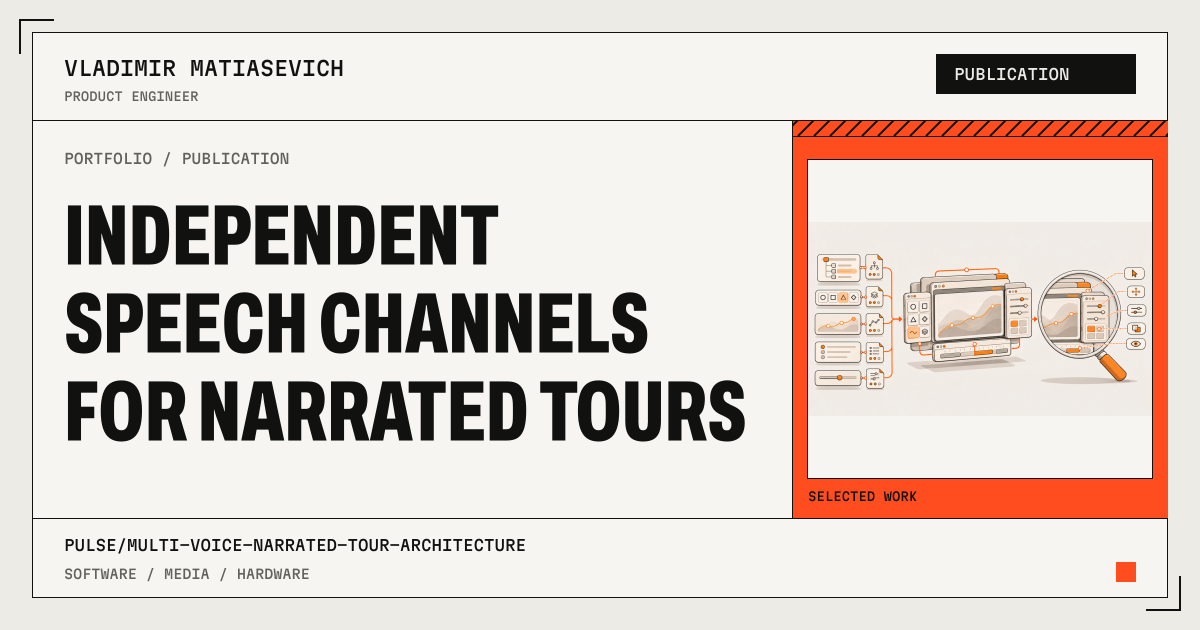 VLADIMIR MATIASEVICH
PRODUCT ENGINEER
PUBLICATION
PORTFOLIO / PUBLICATION
INDEPENDENT
SPEECH CHANNELS
FOR NARRATED TOURS
SELECTED WORK
PULSE/MULTI-VOICE-NARRATED-TOUR-ARCHITECTURE
SOFTWARE / MEDIA / HARDWARE